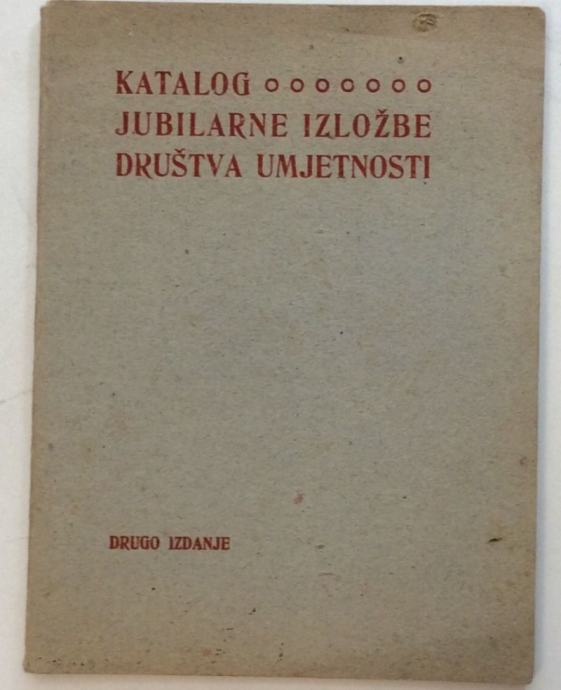 KATALOG ○○○○○○○
JUBILARNE IZLOŽBE
DRUŠTVA UMJETNOSTI
DRUGO IZDANJE